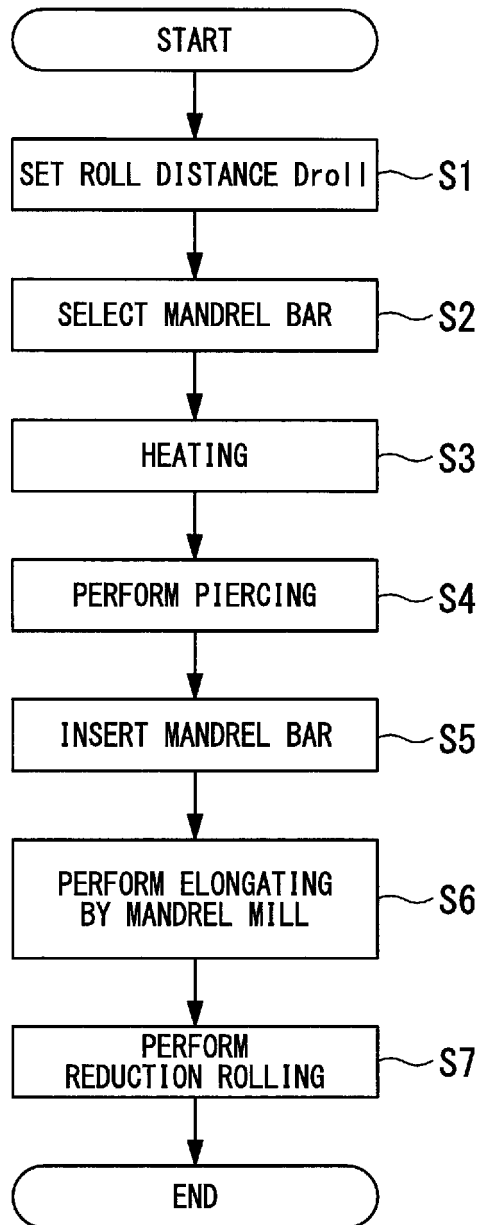 START
SET ROLL DISTANCE Droll S1
SELECT MANDREL BAR S2
HEATING S3
PERFORM PIERCING S4
INSERT MANDREL BAR S5
PERFORM ELONGATING
BY MANDREL MILL S6
PERFORM
REDUCTION ROLLING S7
END